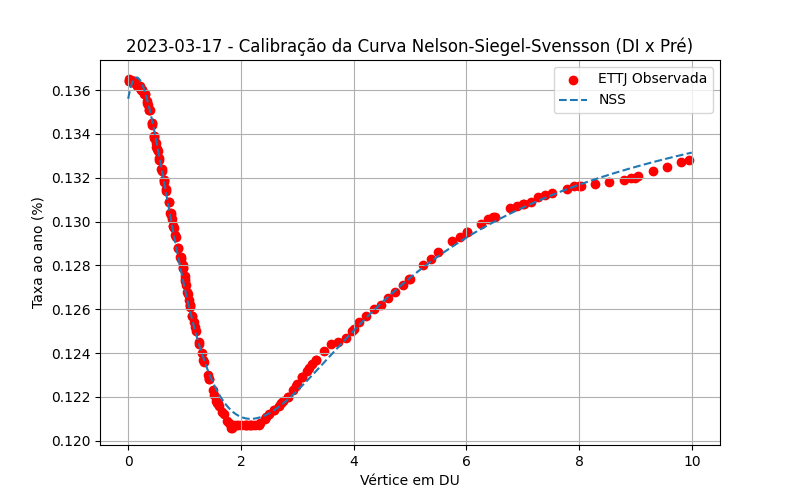 2023-03-17 - Calibração da Curva Nelson-Siegel-Svensson (DI x Pré)
ETTJ Observada
NSS
Taxa ao ano (%)
0.136
0.134
0.132
0.130
0.128
0.126
0.124
0.122
0.120
0 2 4 6 8 10
Vértice em DU